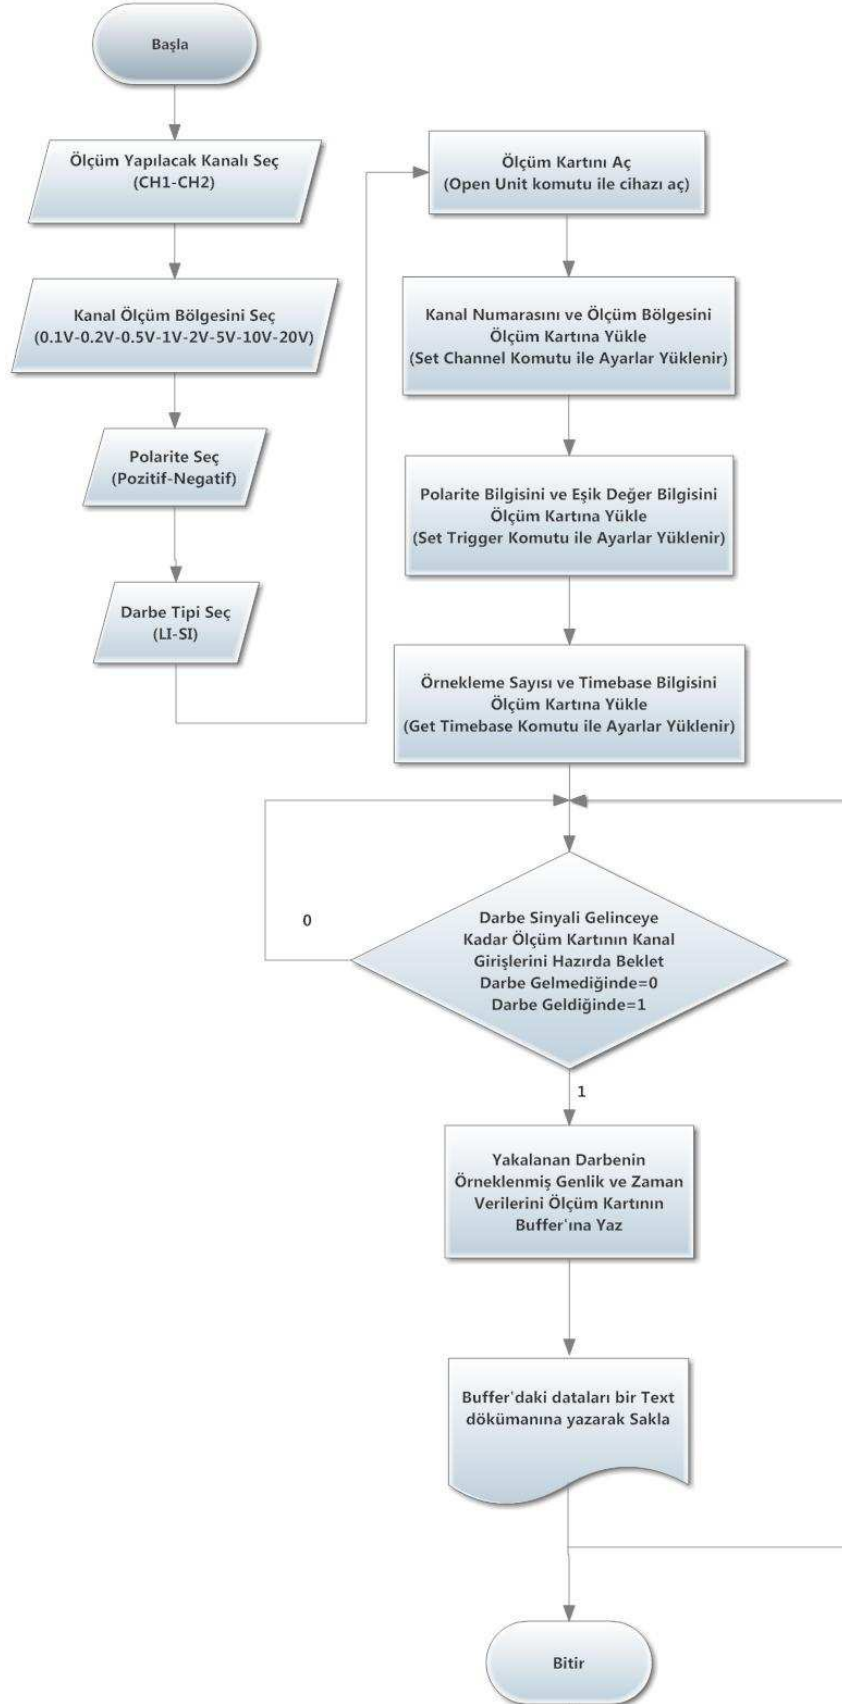 Başla
Ölçüm Yapılacak Kanalı Seç
(CH1-CH2)
Kanal Ölçüm Bölgesini Seç
(0.1V-0.2V-0.5V-1V-2V-5V-10V-20V)
Polarite Seç
(Pozitif-Negatif)
Darbe Tipi Seç
(LI-SI)
Ölçüm Kartını Aç
(Open Unit komutu ile cihazı aç)
Kanal Numarasını ve Ölçüm Bölgesini
Ölçüm Kartına Yükle
(Set Channel Komutu ile Ayarlar Yüklenir)
Polarite Bilgisini ve Eşik Değer Bilgisini
Ölçüm Kartına Yükle
(Set Trigger Komutu ile Ayarlar Yüklenir)
Örnekleme Sayısı ve Timebase Bilgisini
Ölçüm Kartına Yükle
(Get Timebase Komutu ile Ayarlar Yüklenir)
0
Darbe Sinyali Gelinceye
Kadar Ölçüm Kartının Kanal
Girişlerini Hazırda Beklet
Darbe Gelmediğinde=0
Darbe Geldiğinde=1
1
Yakalanan Darbenin
Örneklenmiş Genlik ve Zaman
Verilerini Ölçüm Kartının
Buffer'ına Yaz
Buffer'daki dataları bir Text
dökümanına yazarak Sakla
Bitir